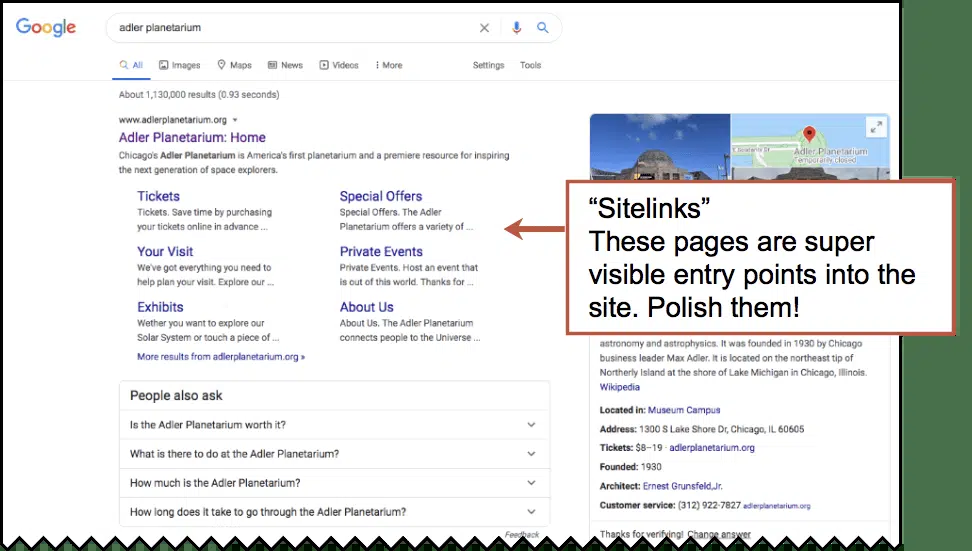 Google
adler planetarium
All Images Maps News Videos More Settings Tools
About 1,130,000 results (0.93 seconds)
www.adlerplanetarium.org
Adler Planetarium: Home
Chicago's Adler Planetarium is America's first planetarium and a premiere resource for inspiring
the next generation of space explorers.
Tickets
Tickets. Save time by purchasing
your tickets online in advance ...
Special Offers
Special Offers. The Adler
Planetarium offers a variety of ...
Your Visit
We've got everything you need to
help plan your visit. Explore our ...
Private Events
Private Events. Host an event that
is out of this world. Thanks for ...
Exhibits
Wether you want to explore our
Solar System or touch a piece of ...
About Us
About Us. The Adler Planetarium
connects people to the Universe ...
More results from adlerplanetarium.org »
People also ask
Is the Adler Planetarium worth it?
What is there to do at the Adler Planetarium?
How much is the Adler Planetarium?
How long does it take to go through the Adler Planetarium?
Feedback
Adler Planetarium
Temporarily closed
“Sitelinks”
These pages are super
visible entry points into the
site. Polish them!
astronomy and astrophysics. It was founded in 1930 by Chicago
business leader Max Adler. It is located on the northeast tip of
Northerly Island at the shore of Lake Michigan in Chicago, Illinois.
Wikipedia
Located in: Museum Campus
Address: 1300 S Lake Shore Dr, Chicago, IL 60605
Tickets: $8–19 · adlerplanetarium.org
Founded: 1930
Architect: Ernest Grunsfeld, Jr.
Customer service: (312) 922-7827 adlerplanetarium.org
Thanks for verifying! Change answer